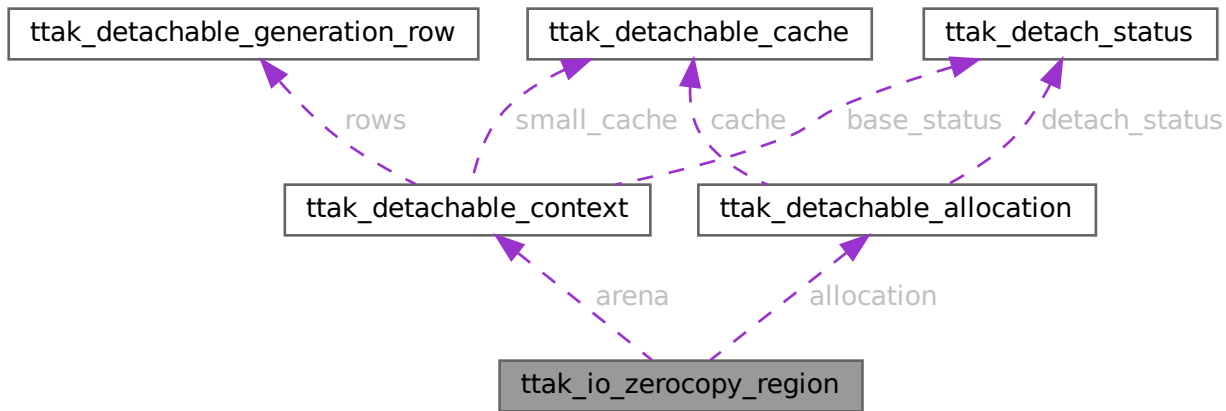 ttak_detachable_generation_row
ttak_detachable_cache
ttak_detach_status
rows
small_cache
cache
base_status
detach_status
ttak_detachable_context
ttak_detachable_allocation
arena
allocation
ttak_io_zerocopy_region